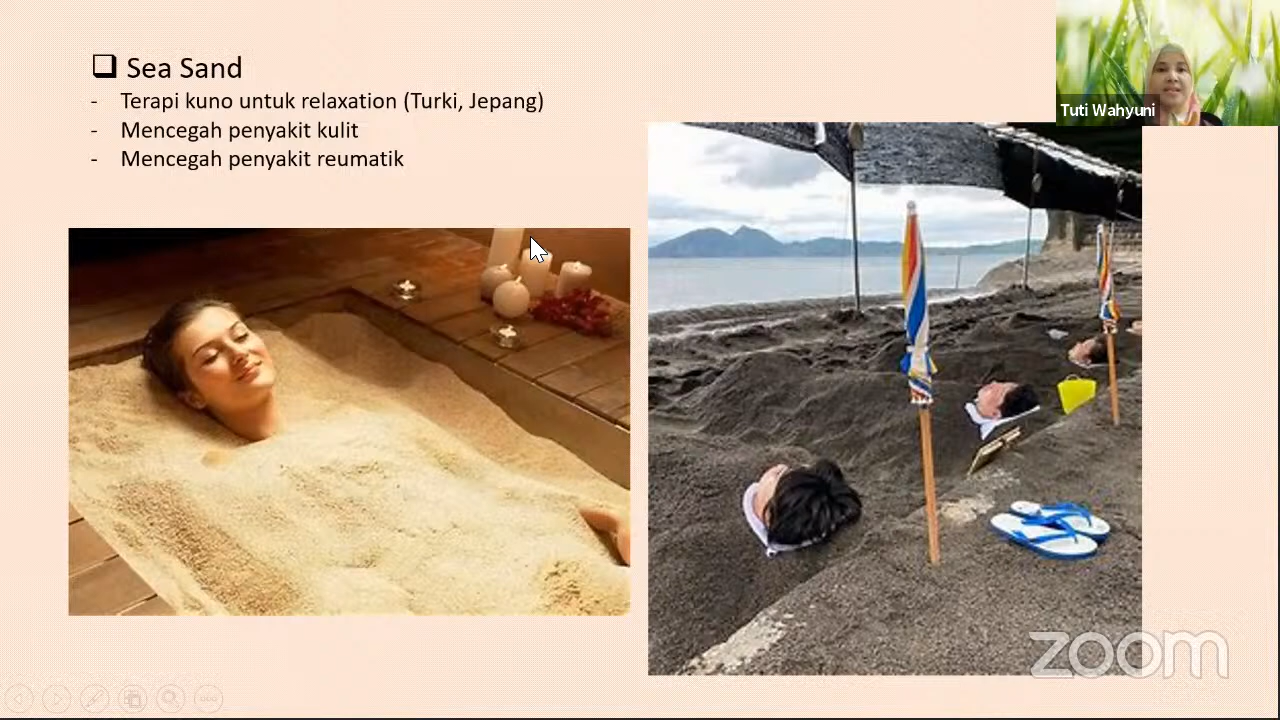 Sea Sand
- Terapi kuno untuk relaxation (Turki, Jepang)
- Mencegah penyakit kulit
- Mencegah penyakit reumatik
Tuti Wahyuni
zoom